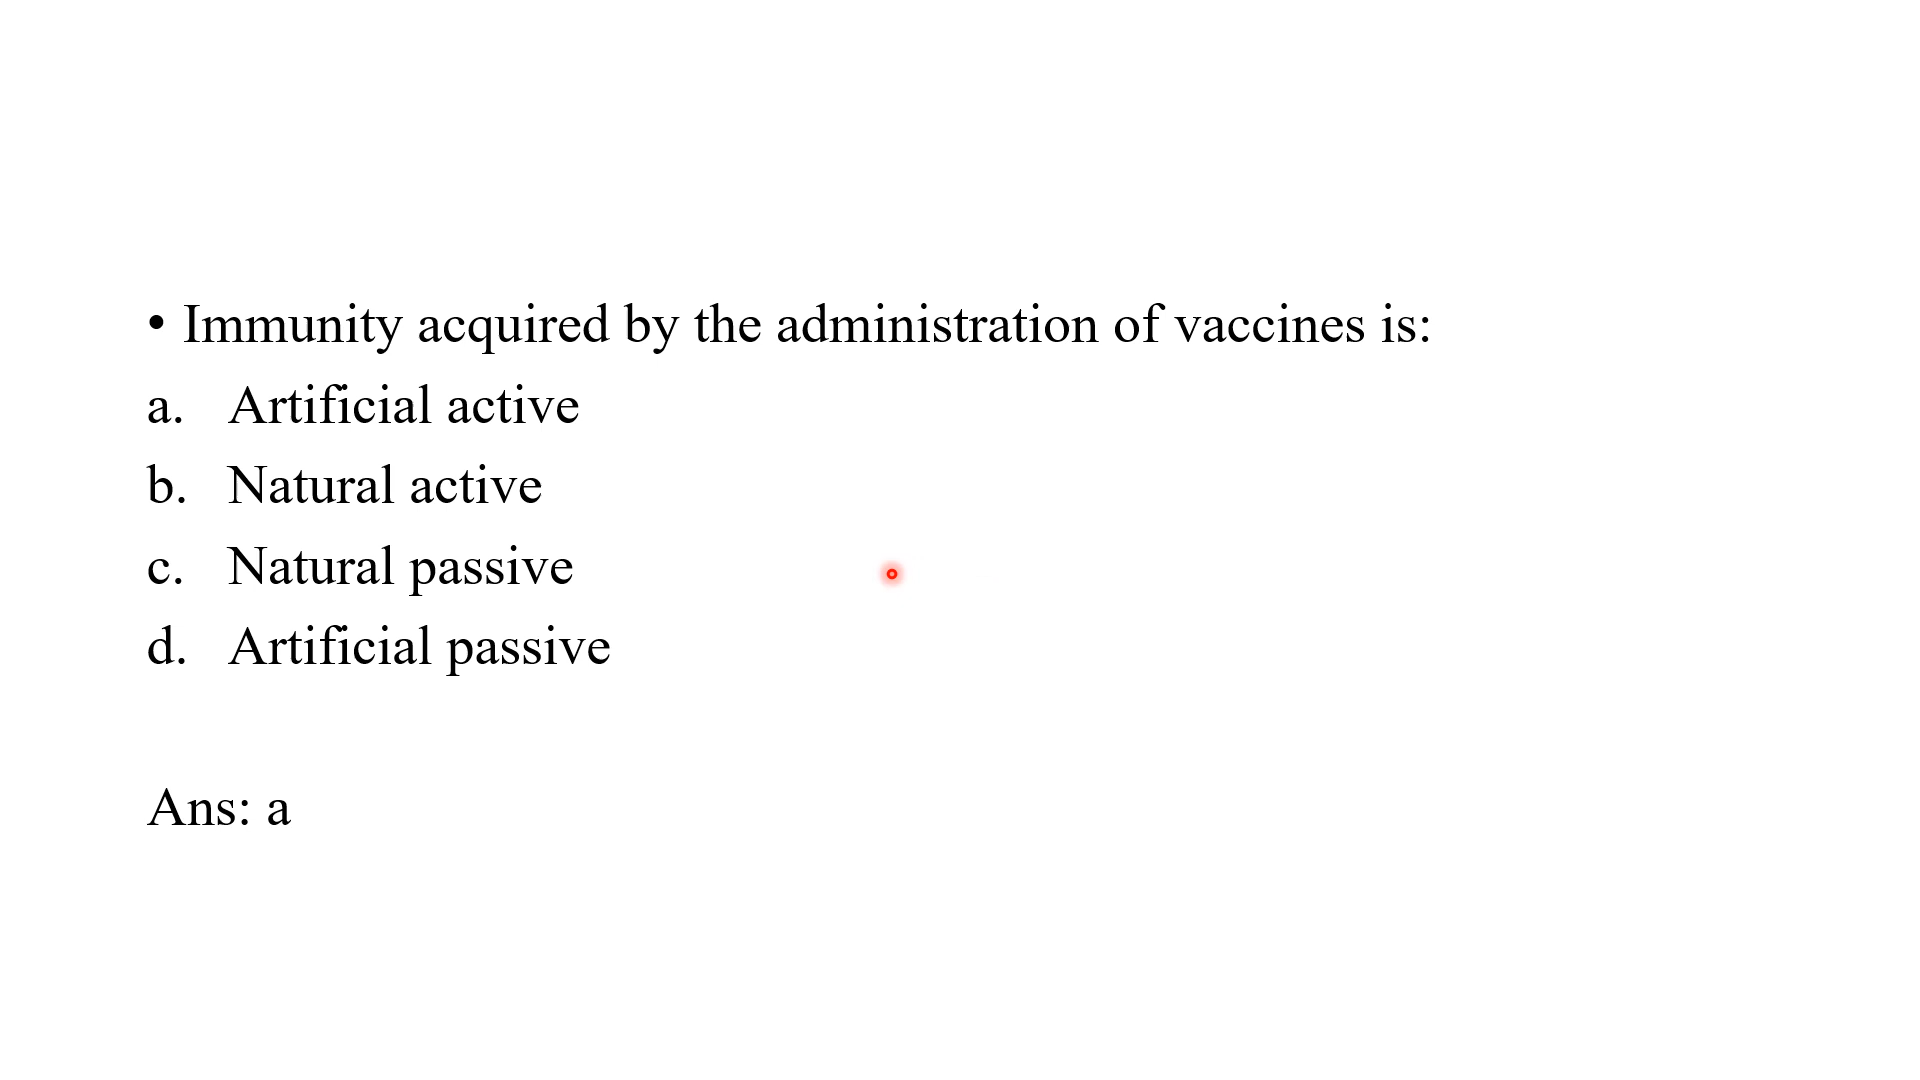 • Immunity acquired by the administration of vaccines is:
a. Artificial active
b. Natural active
c. Natural passive
d. Artificial passive
Ans: a